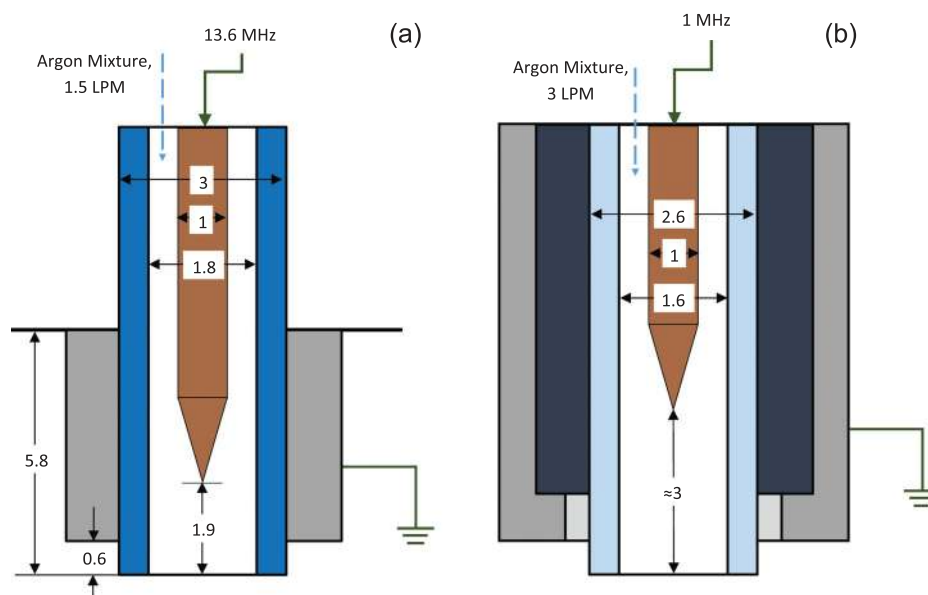 (a)
13.6 MHz
Argon Mixture,
1.5 LPM
3
1
1.8
5.8
1.9
0.6
(b)
1 MHz
Argon Mixture,
3 LPM
2.6
1
1.6
≈3